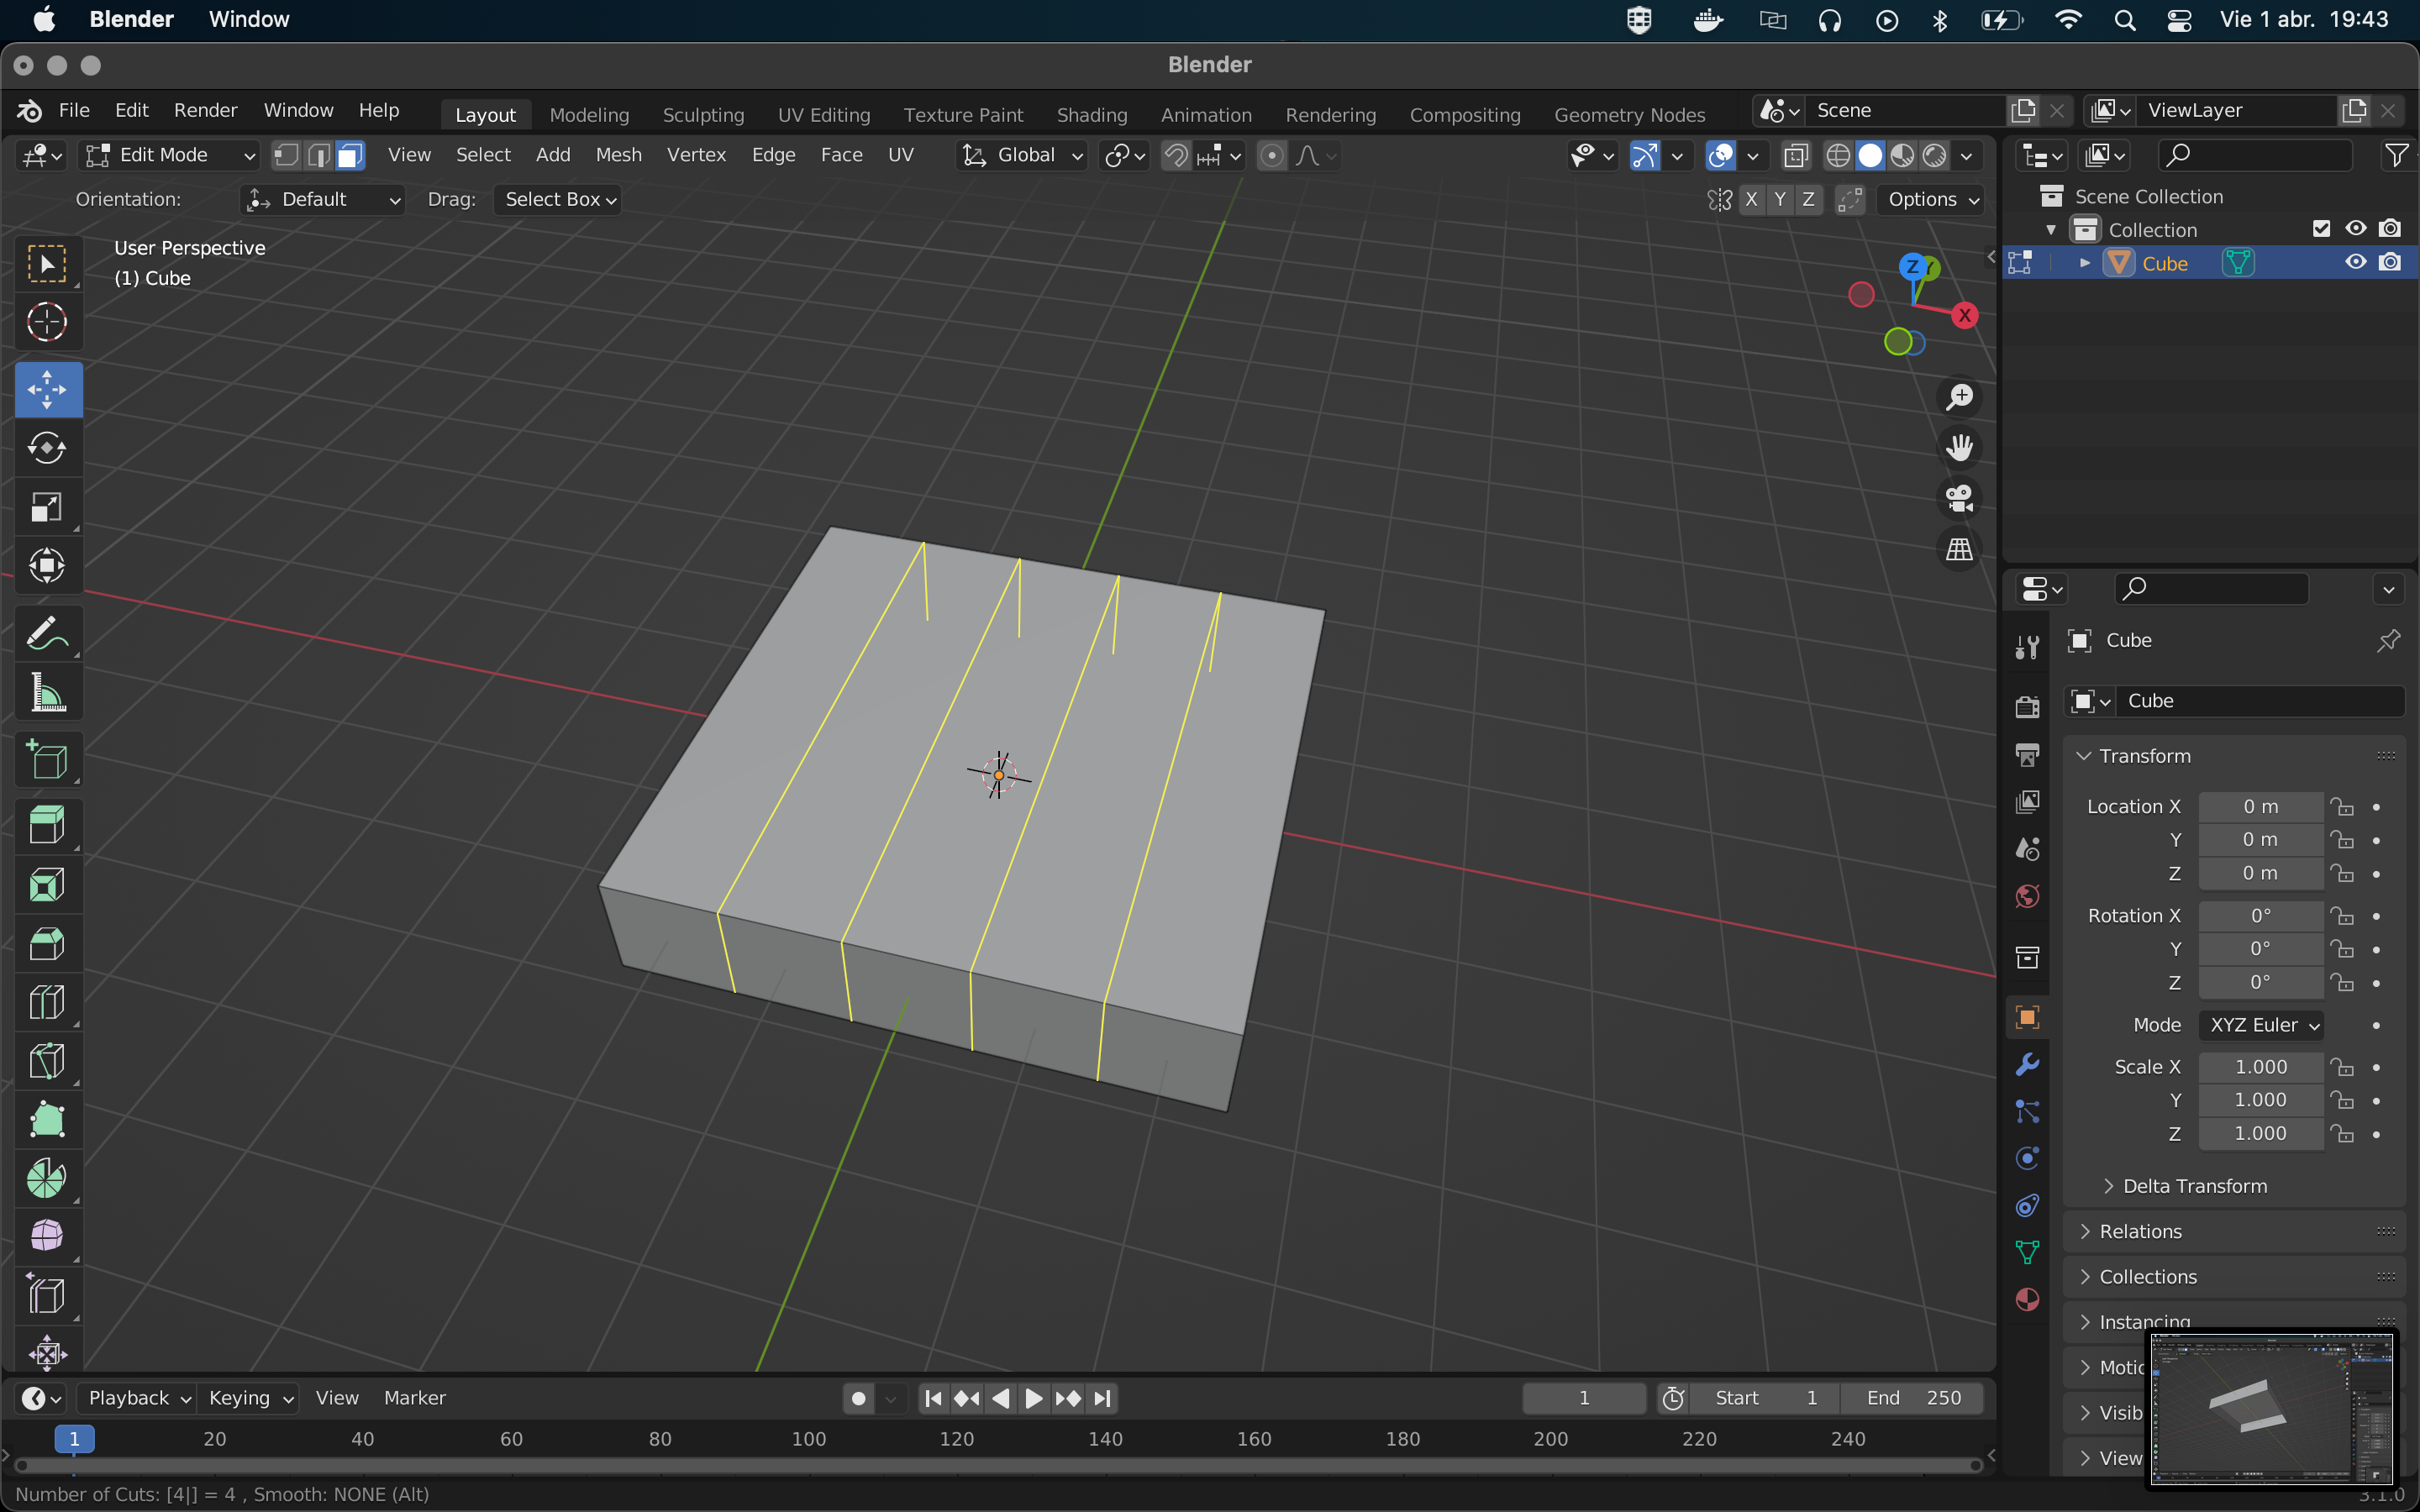 Blender Window Vie 1 abr. 19:43
Blender
File Edit Render Window Help Layout Modeling Sculpting UV Editing Texture Paint Shading Animation Rendering Compositing Geometry Nodes Scene ViewLayer
Edit Mode View Select Add Mesh Vertex Edge Face UV Global
Orientation: Default Drag: Select Box X Y Z Options
User Perspective
(1) Cube
Z Y
X
Scene Collection
Collection
Cube
Cube
Cube
Transform
Location X 0 m
Y 0 m
Z 0 m
Rotation X 0°
Y 0°
Z 0°
Mode XYZ Euler
Scale X 1.000
Y 1.000
Z 1.000
Delta Transform
Relations
Collections
Instancing
Motio
Visib
View
Playback Keying View Marker 1 Start 1 End 250
1 20 40 60 80 100 120 140 160 180 200 220 240
Number of Cuts: [4|] = 4 , Smooth: NONE (Alt)
3.1.0